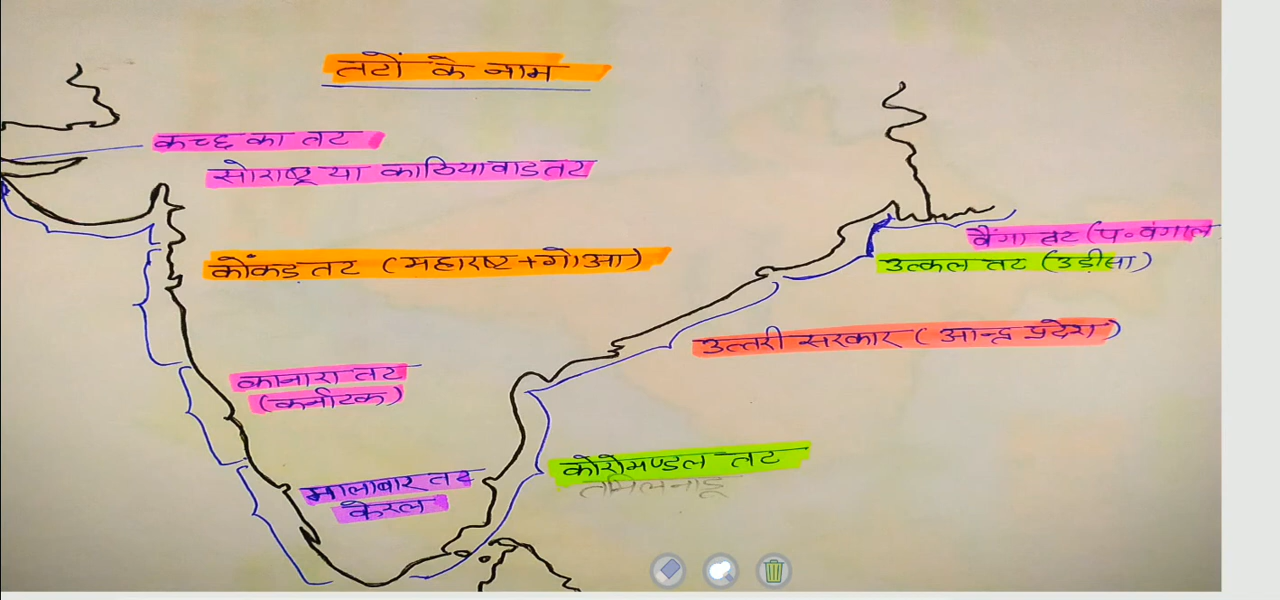 तटों के नाम
कच्छ का तट
सोराष्ट्र या काठियावाड तट
कोंकड़ तट (महाराष्ट+गोआ)
कानारा तट
(कर्नाटक)
मालाबार तट
केरल
वैंगा तट (प॰ बंगाल
उत्कल तट (उड़ीसा)
उत्तरी सरकार (आन्ध्र प्रदेश)
कोरोमण्डल तट
तमिलनाडू